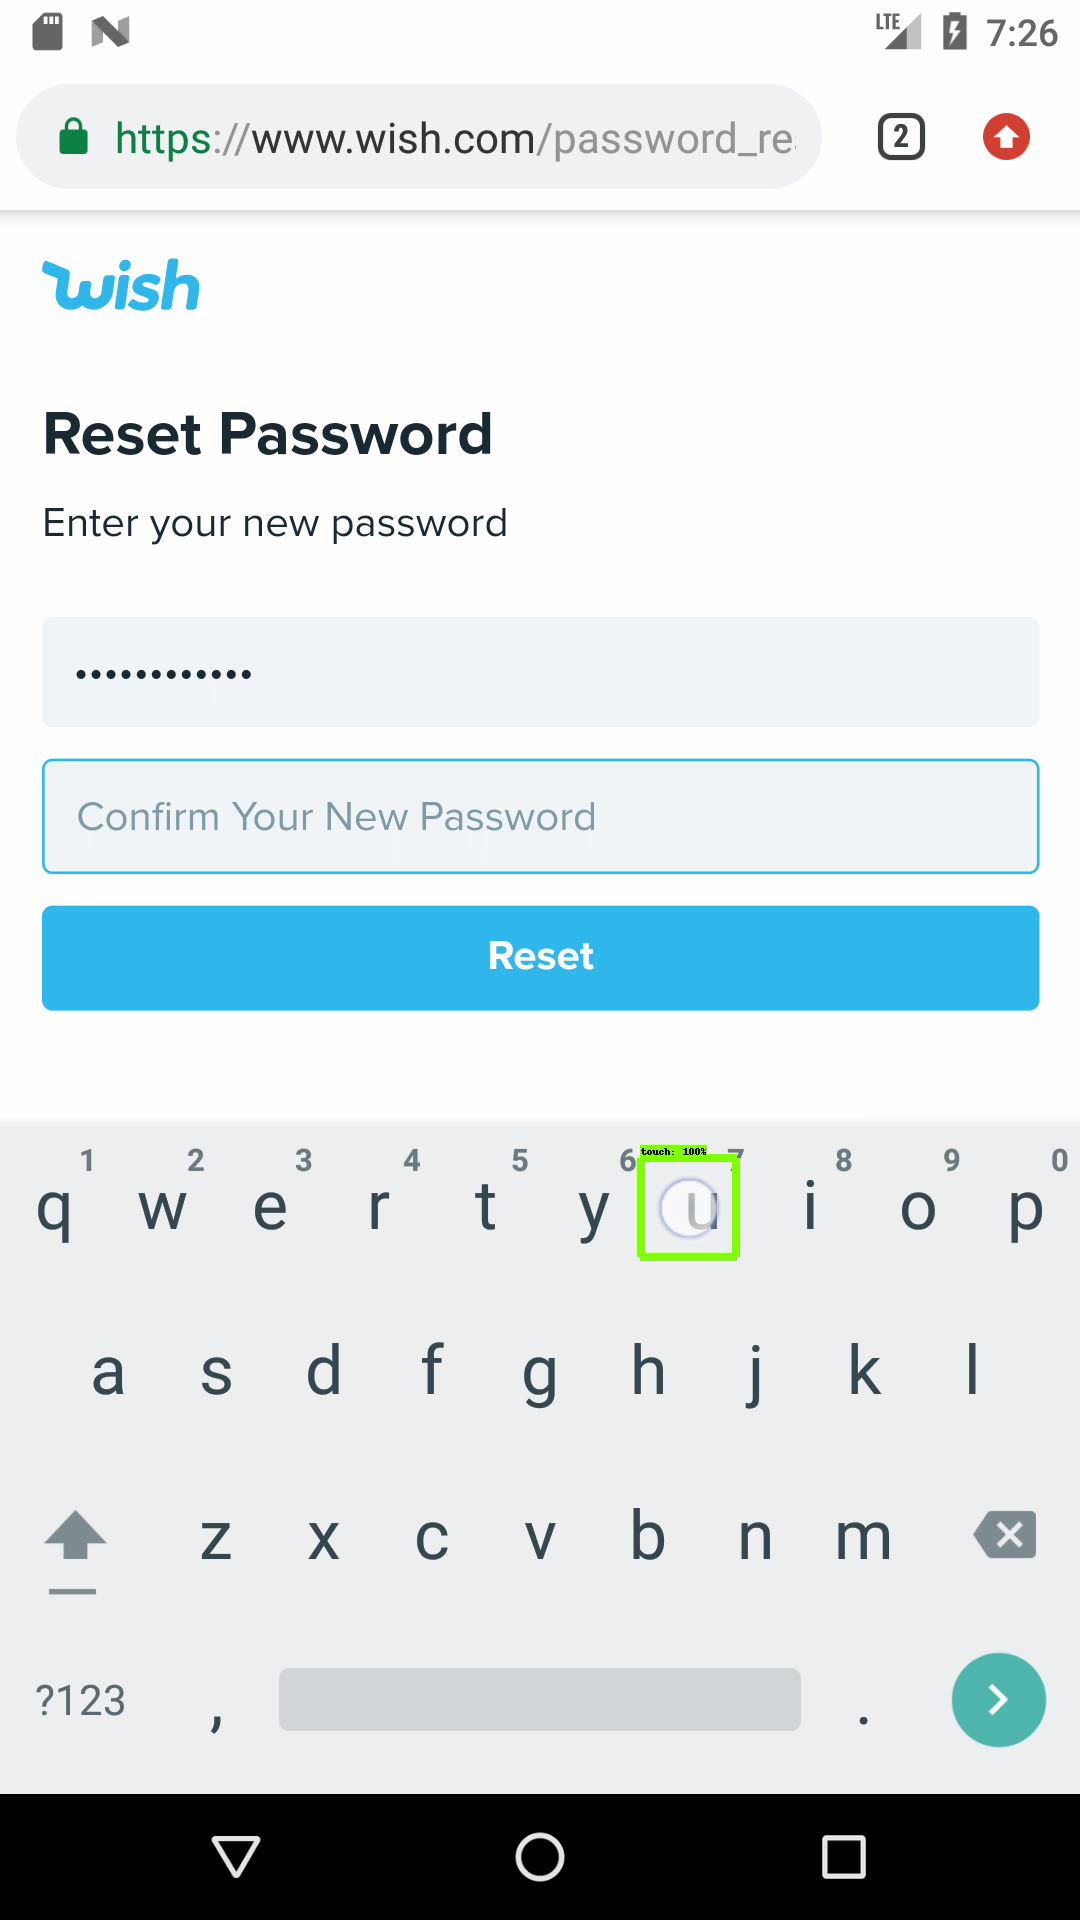 LTE 7:26
https://www.wish.com/password_re
2
wish
Reset Password
Enter your new password
••••••••••••
Confirm Your New Password
Reset
touch: 100%
1 2 3 4 5 6 7 8 9 0
q w e r t y u i o p
a s d f g h j k l
z x c v b n m
?123 , .